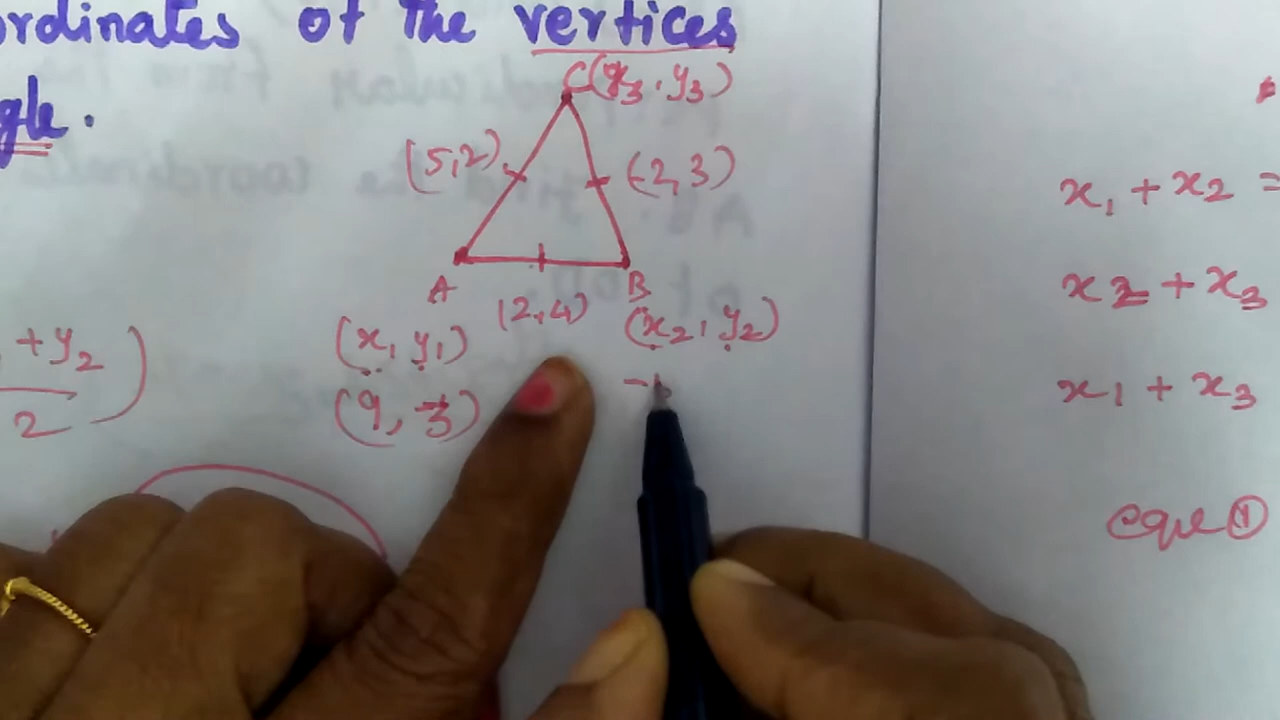 ordinates of the vertices
gle.
C(x₃, y₃)
(5,2)
(-2,3)
A
(2,4)
B
(x₁ y₁)
(x₂, y₂)
(9, -3)
-
+y₂)
2
x₁ + x₂ =
x2 + x₃
x₁ + x₃
eqn ①